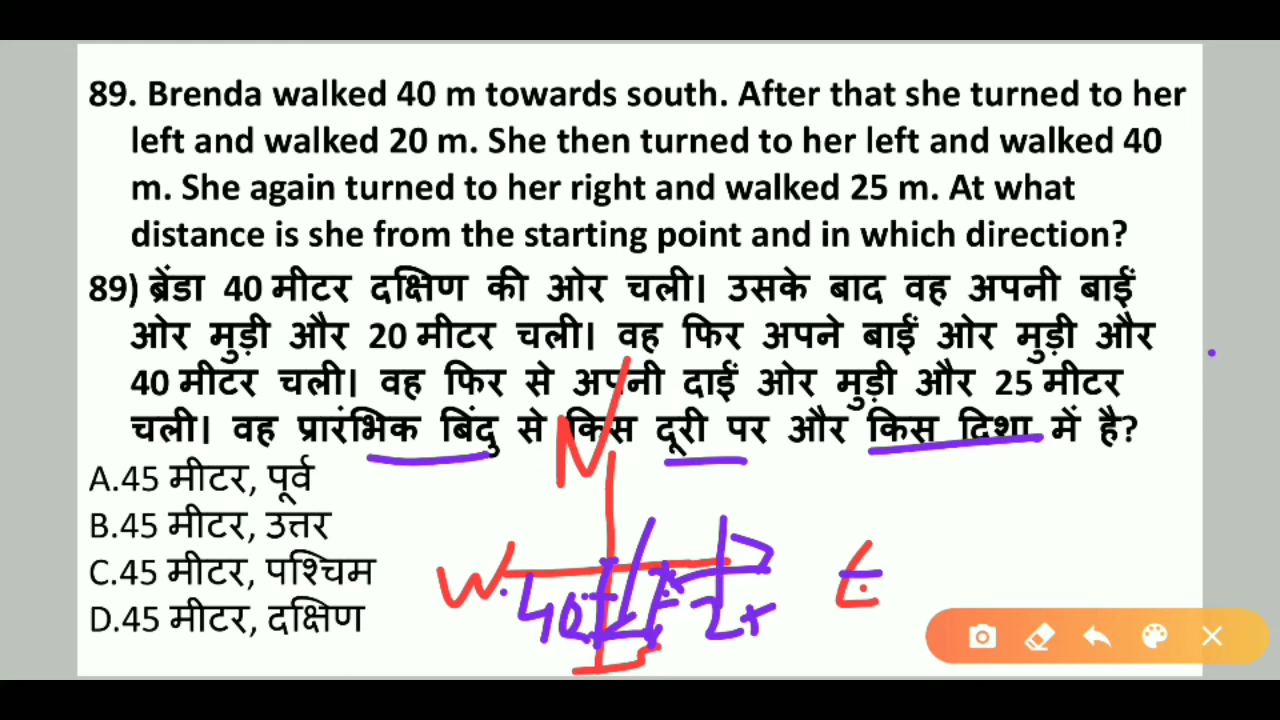 89. Brenda walked 40 m towards south. After that she turned to her
left and walked 20 m. She then turned to her left and walked 40
m. She again turned to her right and walked 25 m. At what
distance is she from the starting point and in which direction?
89) ब्रेंडा 40 मीटर दक्षिण की ओर चली। उसके बाद वह अपनी बाईं
ओर मुड़ी और 20 मीटर चली। वह फिर अपने बाईं ओर मुड़ी और
40 मीटर चली। वह फिर से अपनी दाईं ओर मुड़ी और 25 मीटर
चली। वह प्रारंभिक बिंदु से किस दूरी पर और किस दिशा में है?
A.45 मीटर, पूर्व
B.45 मीटर, उत्तर
C.45 मीटर, पश्चिम
D.45 मीटर, दक्षिण
N
W
E
40